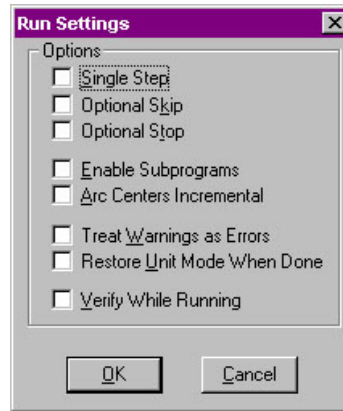 Run Settings
Options
Single Step
Optional Skip
Optional Stop
Enable Subprograms
Arc Centers Incremental
Treat Warnings as Errors
Restore Unit Mode When Done
Verify While Running
OK
Cancel